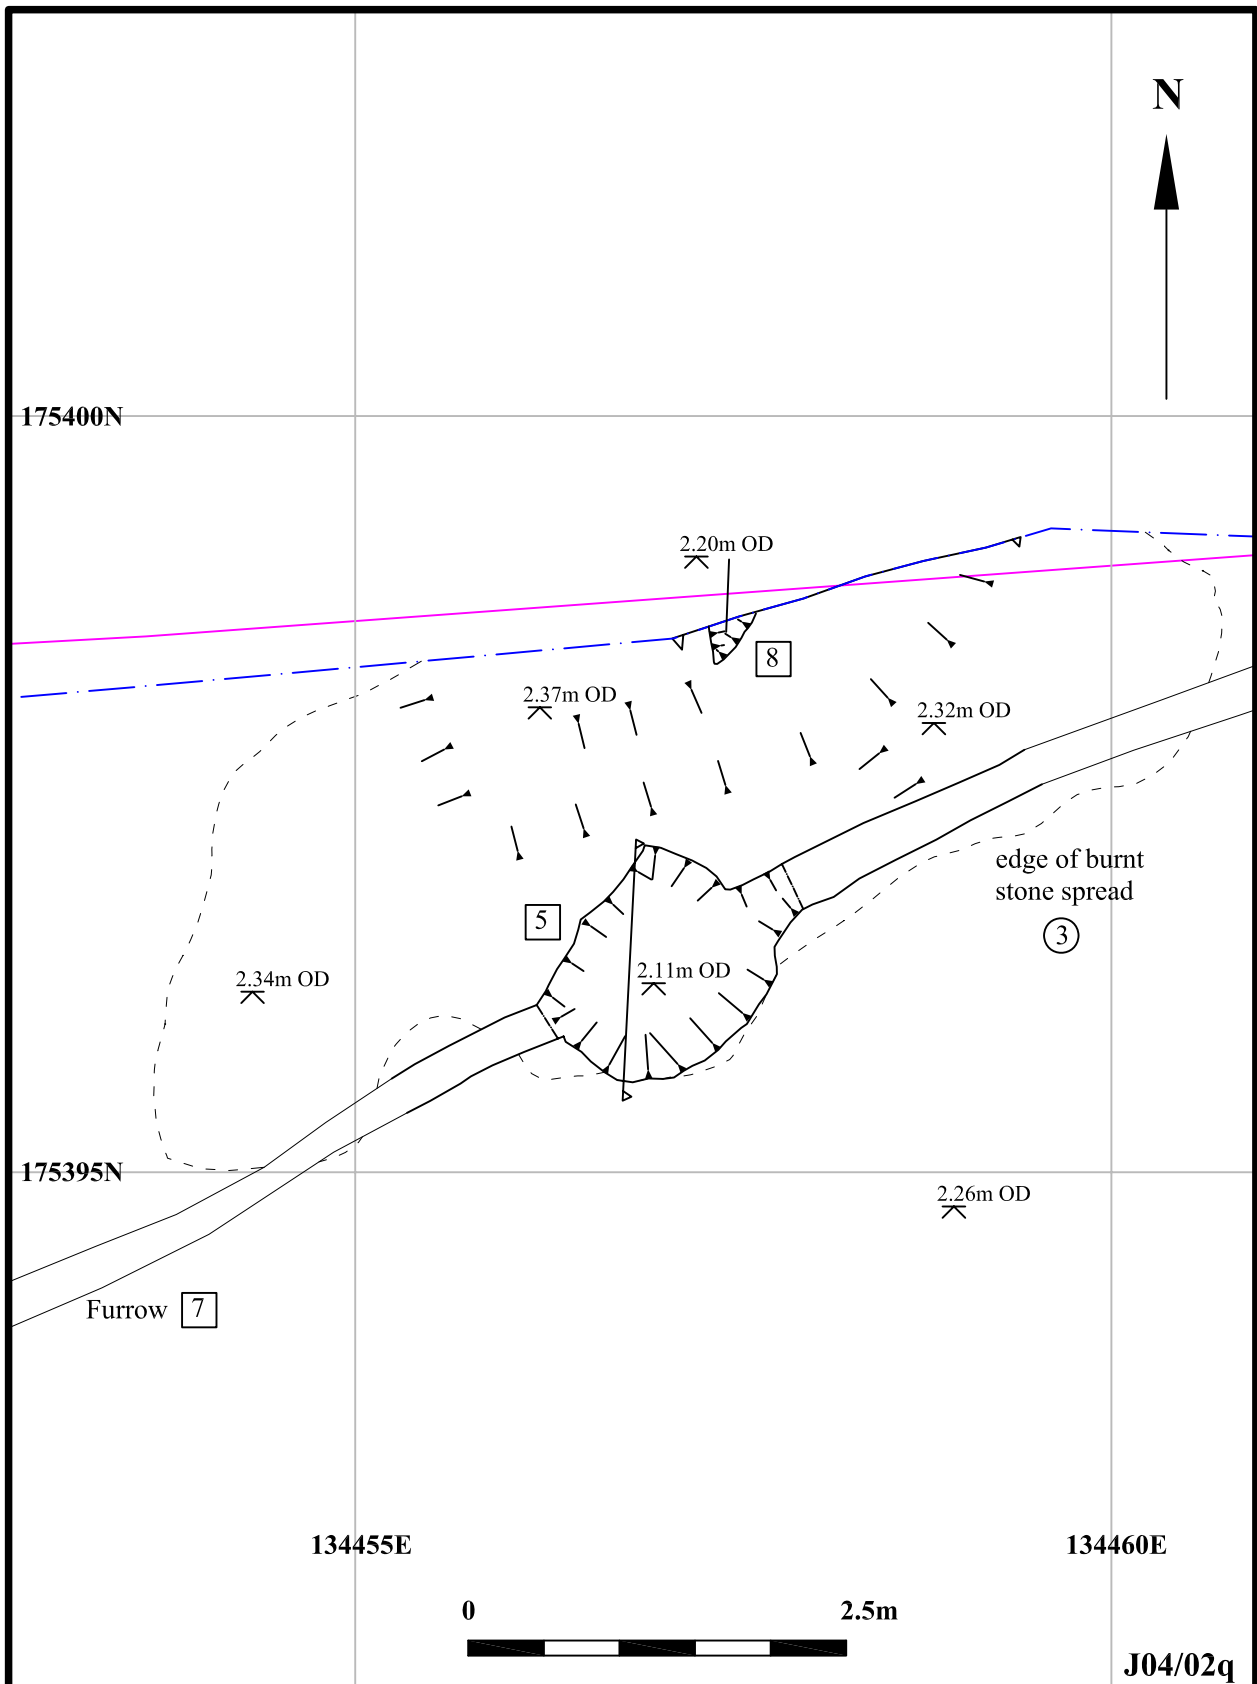 N
175400N
2.20m OD
8
2.37m OD
2.32m OD
edge of burnt
stone spread
3
5
2.11m OD
2.34m OD
175395N
2.26m OD
Furrow 7
134455E
134460E
0
2.5m
J04/02q